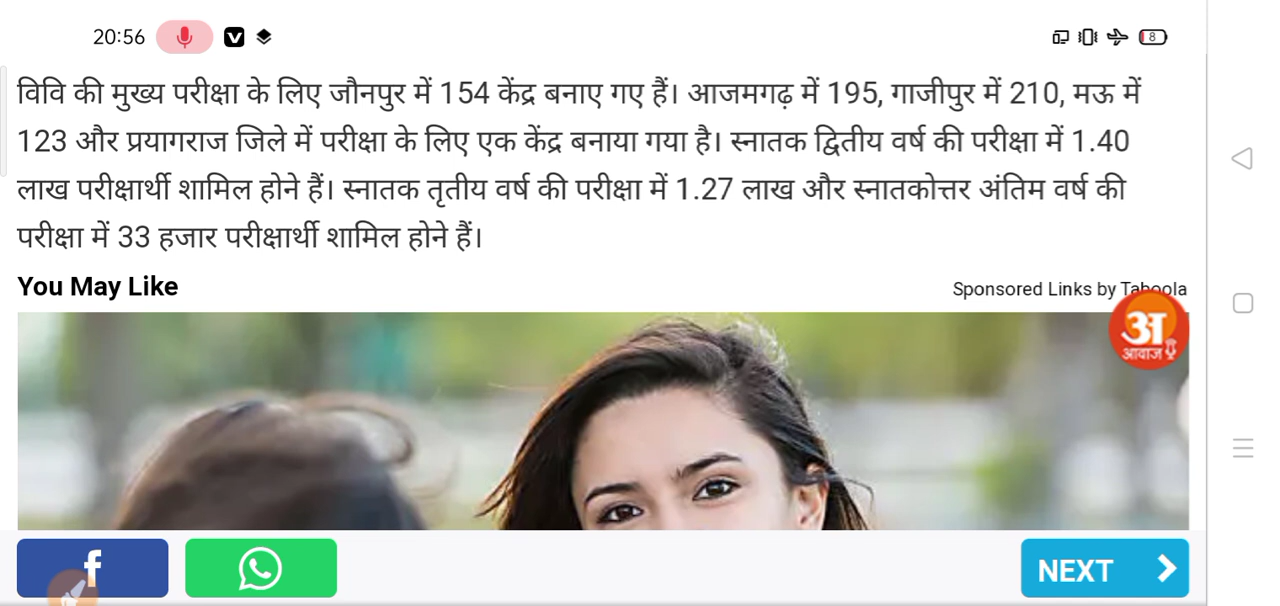 20:56
8
विवि की मुख्य परीक्षा के लिए जौनपुर में 154 केंद्र बनाए गए हैं। आजमगढ़ में 195, गाजीपुर में 210, मऊ में
123 और प्रयागराज जिले में परीक्षा के लिए एक केंद्र बनाया गया है। स्नातक द्वितीय वर्ष की परीक्षा में 1.40
लाख परीक्षार्थी शामिल होने हैं। स्नातक तृतीय वर्ष की परीक्षा में 1.27 लाख और स्नातकोत्तर अंतिम वर्ष की
परीक्षा में 33 हजार परीक्षार्थी शामिल होने हैं।
You May Like
Sponsored Links by Taboola
अ
आवाज
NEXT